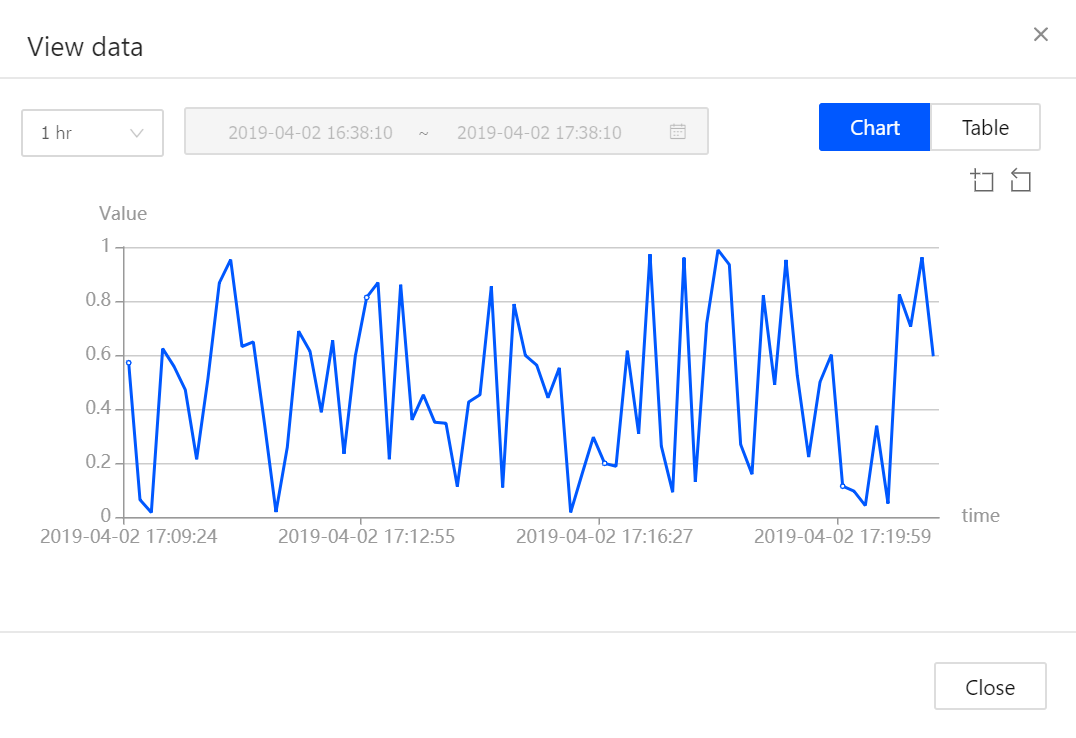 View data
1 hr
2019-04-02 16:38:10 ~ 2019-04-02 17:38:10
Chart
Table
Value
1
0.8
0.6
0.4
0.2
0
time
2019-04-02 17:09:24
2019-04-02 17:12:55
2019-04-02 17:16:27
2019-04-02 17:19:59
Close